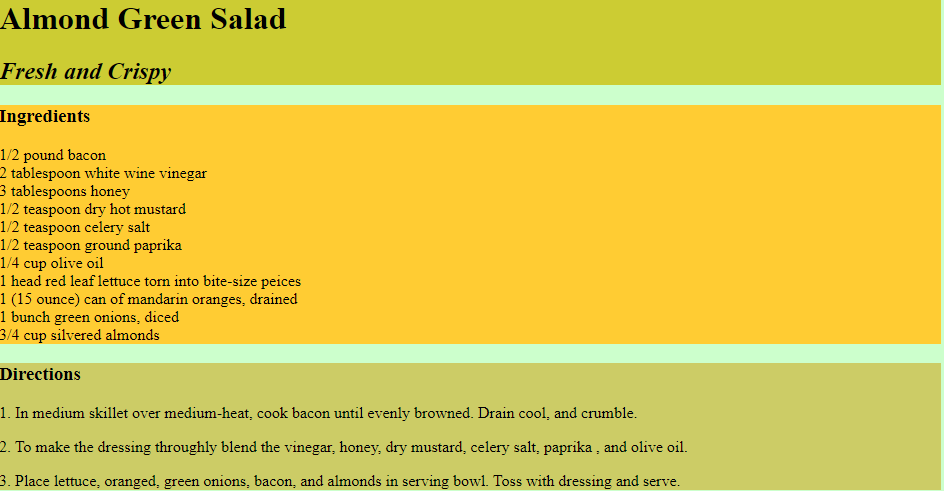 Almond Green Salad
Fresh and Crispy
Ingredients
1/2 pound bacon
2 tablespoon white wine vinegar
3 tablespoons honey
1/2 teaspoon dry hot mustard
1/2 teaspoon celery salt
1/2 teaspoon ground paprika
1/4 cup olive oil
1 head red leaf lettuce torn into bite-size peices
1 (15 ounce) can of mandarin oranges, drained
1 bunch green onions, diced
3/4 cup silvered almonds
Directions
1. In medium skillet over medium-heat, cook bacon until evenly browned. Drain cool, and crumble.
2. To make the dressing throughly blend the vinegar, honey, dry mustard, celery salt, paprika , and olive oil.
3. Place lettuce, oranged, green onions, bacon, and almonds in serving bowl. Toss with dressing and serve.